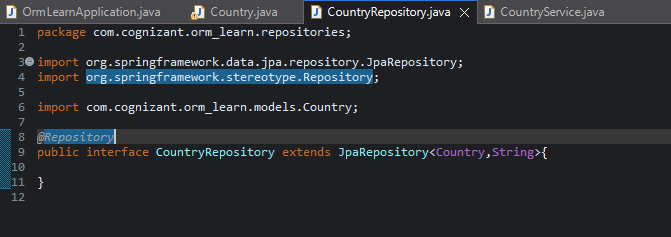 OrmLearnApplication.java Country.java CountryRepository.java CountryService.java
1 package com.cognizant.orm_learn.repositories;
2
3 import org.springframework.data.jpa.repository.JpaRepository;
4 import org.springframework.stereotype.Repository;
5
6 import com.cognizant.orm_learn.models.Country;
7
8 @Repository
9 public interface CountryRepository extends JpaRepository<Country,String>{
10
11 }
12